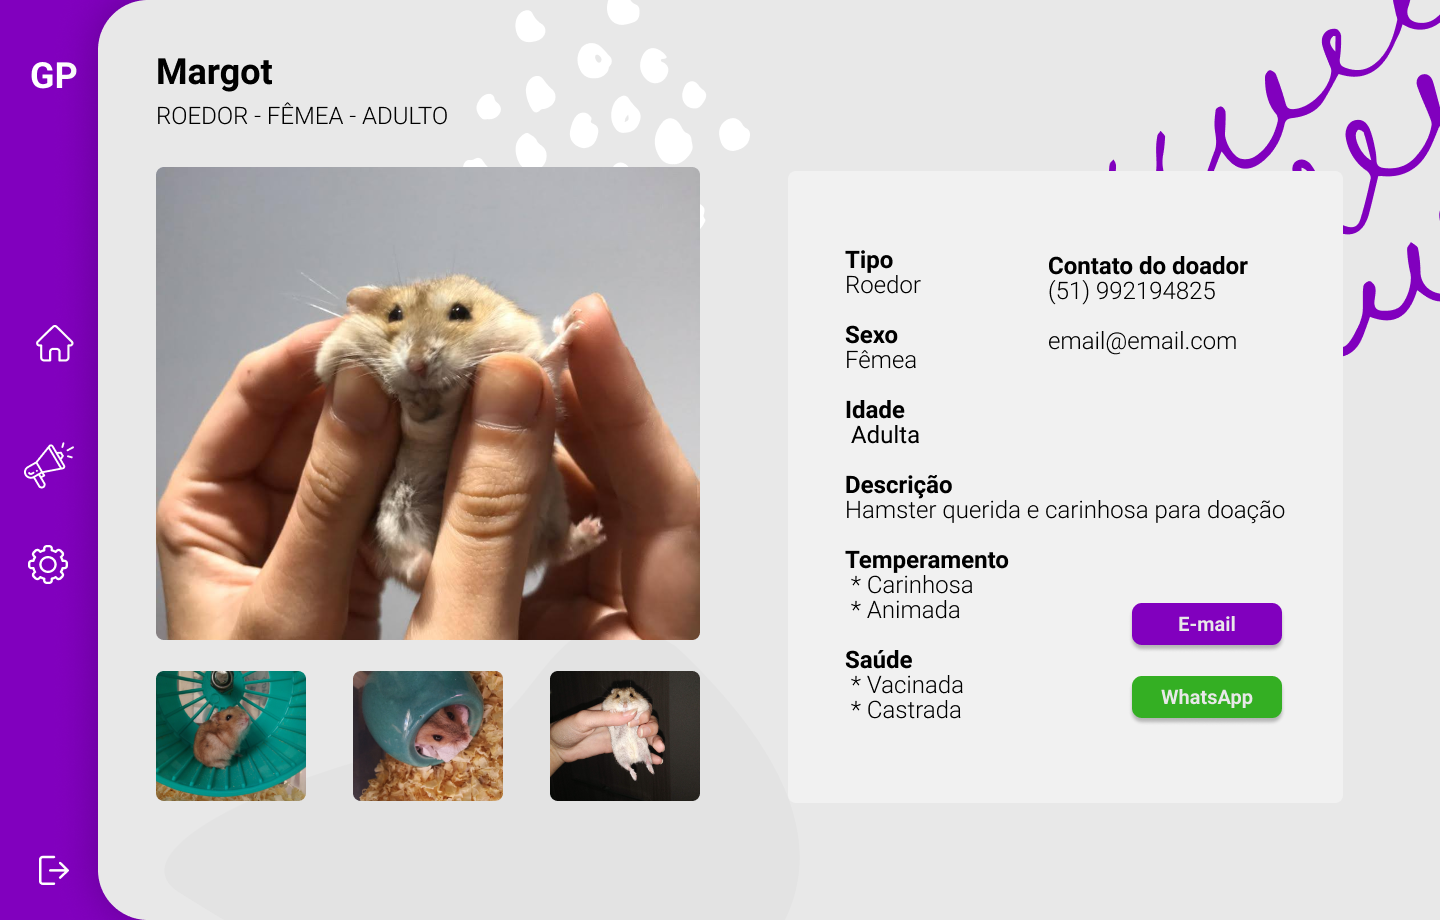 GP
Margot
ROEDOR - FÊMEA - ADULTO
Tipo
Roedor
Sexo
Fêmea
Idade
Adulta
Descrição
Hamster querida e carinhosa para doação
Temperamento
* Carinhosa
* Animada
Saúde
* Vacinada
* Castrada
Contato do doador
(51) 992194825
email@email.com
E-mail
WhatsApp